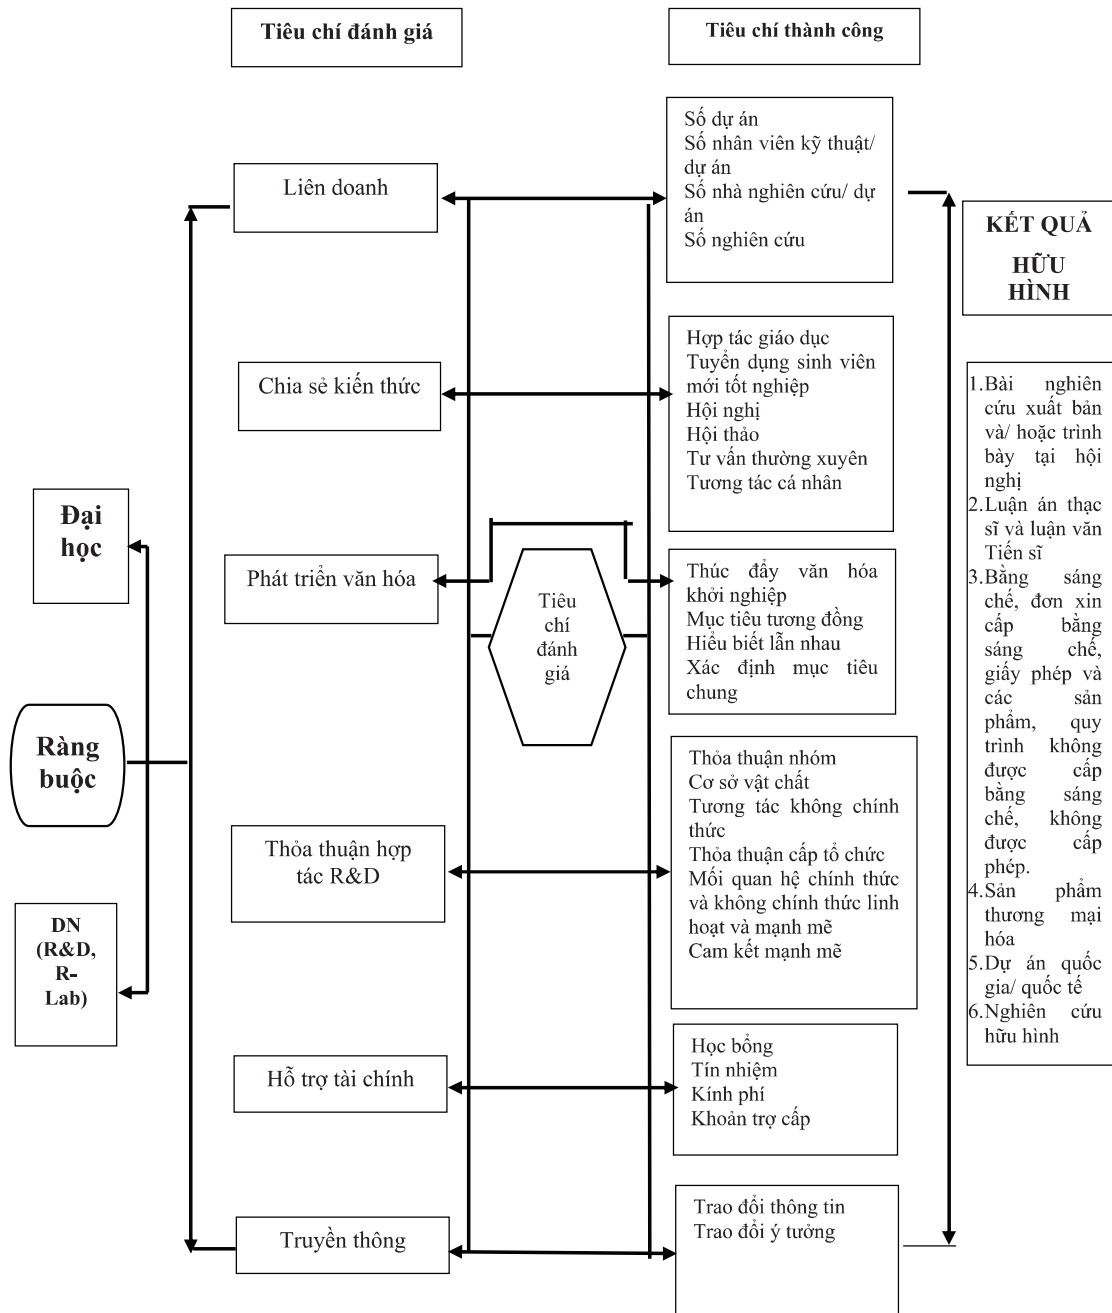 Tiêu chí đánh giá
Tiêu chí thành công
Liên doanh
Số dự án
Số nhân viên kỹ thuật/
dự án
Số nhà nghiên cứu/ dự
án
Số nghiên cứu
KẾT QUẢ
HỮU
HÌNH
Chia sẻ kiến thức
Hợp tác giáo dục
Tuyển dụng sinh viên
mới tốt nghiệp
Hội nghị
Hội thảo
Tư vấn thường xuyên
Tương tác cá nhân
1.Bài nghiên
cứu xuất bản
và/ hoặc trình
bày tại hội
nghị
2.Luận án thạc
sĩ và luận văn
Tiến sĩ
3.Bằng sáng
chế, đơn xin
cấp bằng
sáng chế,
giấy phép và
các sản
phẩm, quy
trình không
được cấp
bằng sáng
chế, không
được cấp
phép.
4.Sản phẩm
thương mại
hóa
5.Dự án quốc
gia/ quốc tế
6.Nghiên cứu
hữu hình
Đại
học
Phát triển văn hóa
Tiêu
chí
đánh
giá
Thúc đẩy văn hóa
khởi nghiệp
Mục tiêu tương đồng
Hiểu biết lẫn nhau
Xác định mục tiêu
chung
Ràng
buộc
Thỏa thuận hợp
tác R&D
Thỏa thuận nhóm
Cơ sở vật chất
Tương tác không chính
thức
Thỏa thuận cấp tổ chức
Mối quan hệ chính thức
và không chính thức linh
hoạt và mạnh mẽ
Cam kết mạnh mẽ
DN
(R&D,
R-
Lab)
Hỗ trợ tài chính
Học bổng
Tín nhiệm
Kính phí
Khoản trợ cấp
Truyền thông
Trao đổi thông tin
Trao đổi ý tưởng